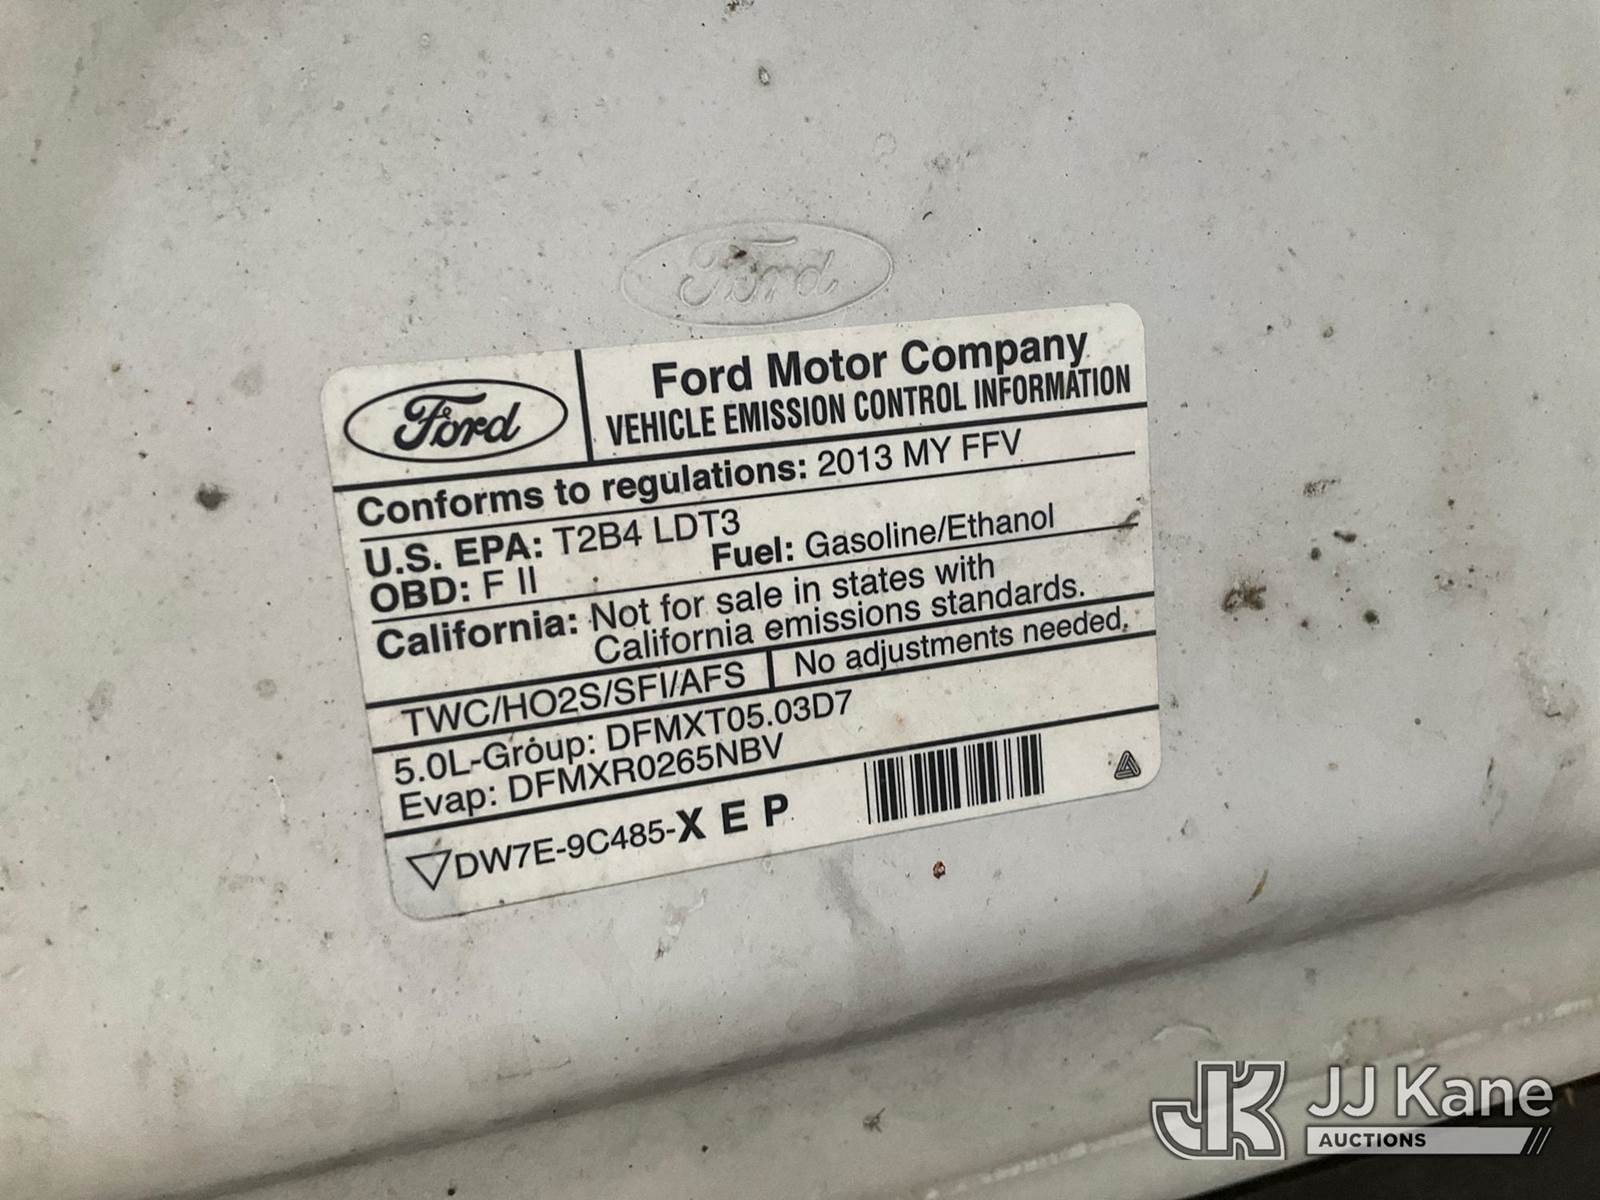 Ford
Ford
Ford Motor Company
VEHICLE EMISSION CONTROL INFORMATION
Conforms to regulations: 2013 MY FFV
U.S. EPA: T2B4 LDT3
OBD: F II Fuel: Gasoline/Ethanol
California: Not for sale in states with
California emissions standards.
TWC/HO2S/SFI/AFS No adjustments needed.
5.0L-Group: DFMXT05.03D7
Evap: DFMXR0265NBV
DW7E-9C485-X E P
JK JJ Kane
AUCTIONS